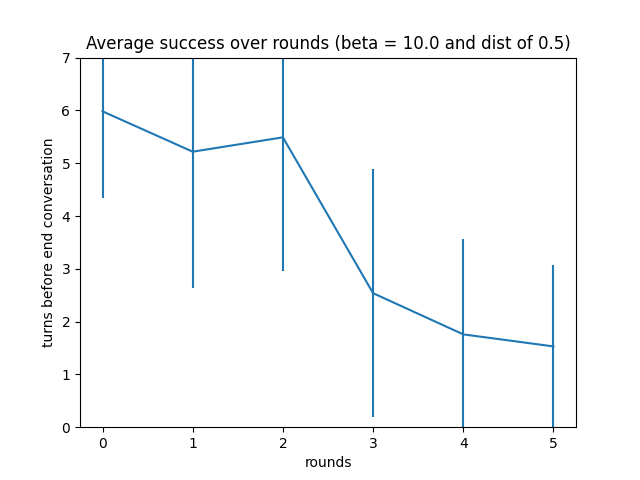 Average success over rounds (beta = 10.0 and dist of 0.5)
7
6
5
4
3
2
1
0
turns before end conversation
0 1 2 3 4 5
rounds